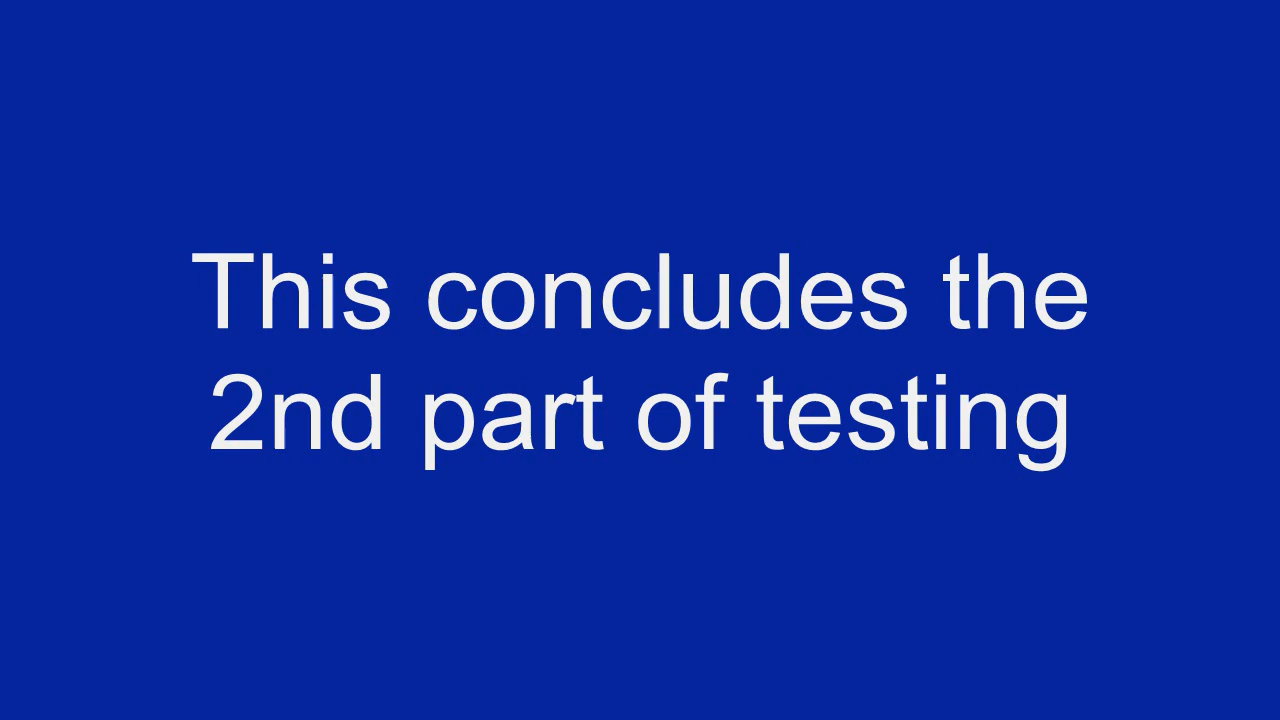 This concludes the
2nd part of testing